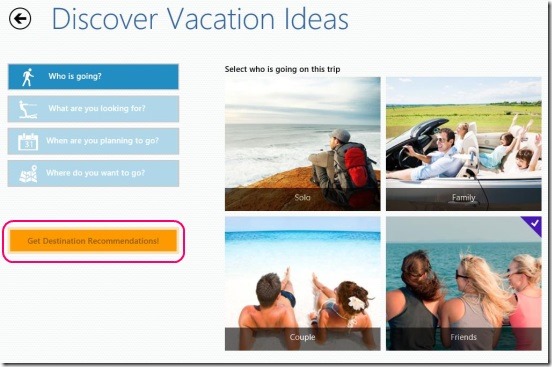 Discover Vacation Ideas
Who is going?
What are you looking for?
31
When are you planning to go?
Where do you want to go?
Get Destination Recommendations!
Select who is going on this trip
Solo
Family
Couple
Friends